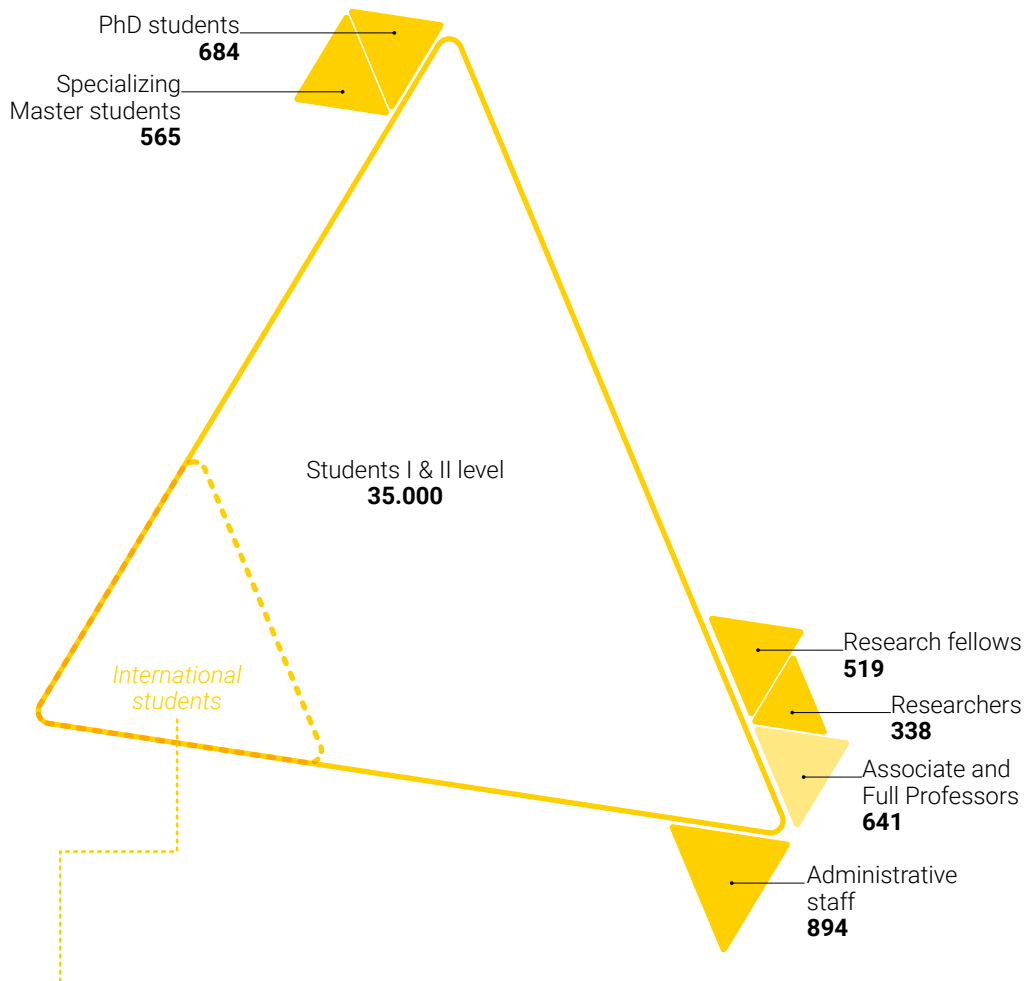 PhD students
684
Specializing
Master students
565
Students I & II level
35.000
International
students
Research fellows
519
Researchers
338
Associate and
Full Professors
641
Administrative
staff
894